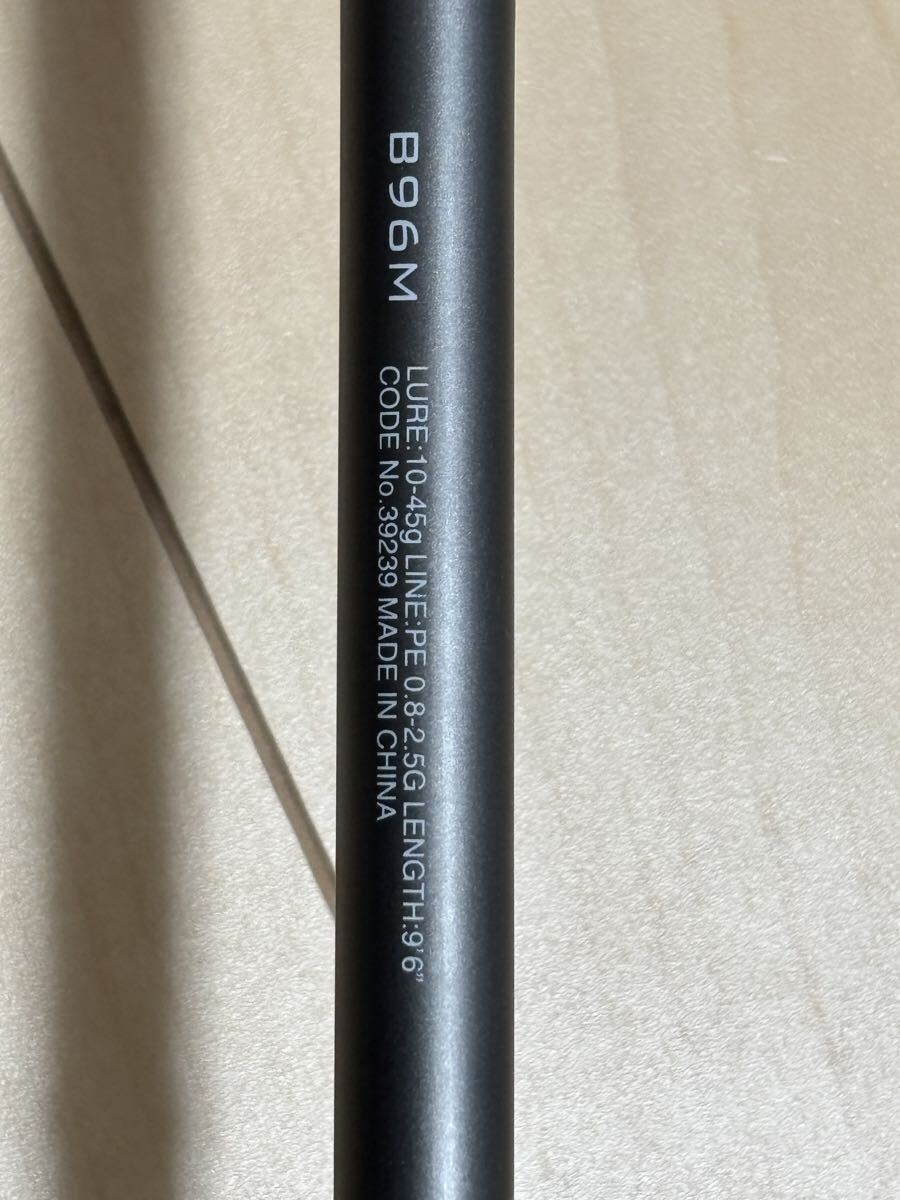 B96M
LURE:10-45g LINE:PE 0.8-2.5G LENGTH:9'6"
CODE No.39239 MADE IN CHINA